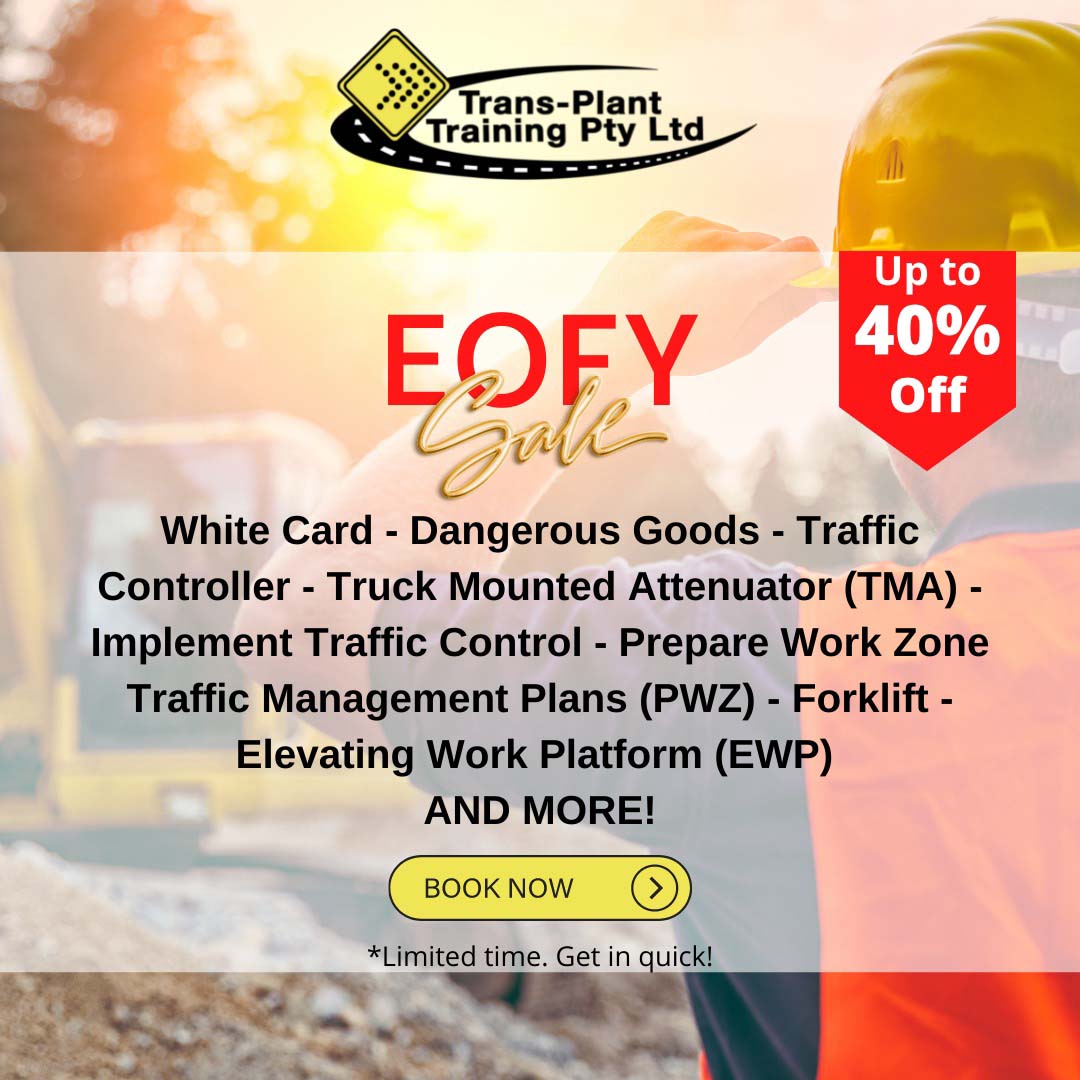 Trans-Plant
Training Pty Ltd
Up to
40%
Off
EOFY
Sale
White Card - Dangerous Goods - Traffic
Controller - Truck Mounted Attenuator (TMA) -
Implement Traffic Control - Prepare Work Zone
Traffic Management Plans (PWZ) - Forklift -
Elevating Work Platform (EWP)
AND MORE!
BOOK NOW
*Limited time. Get in quick!